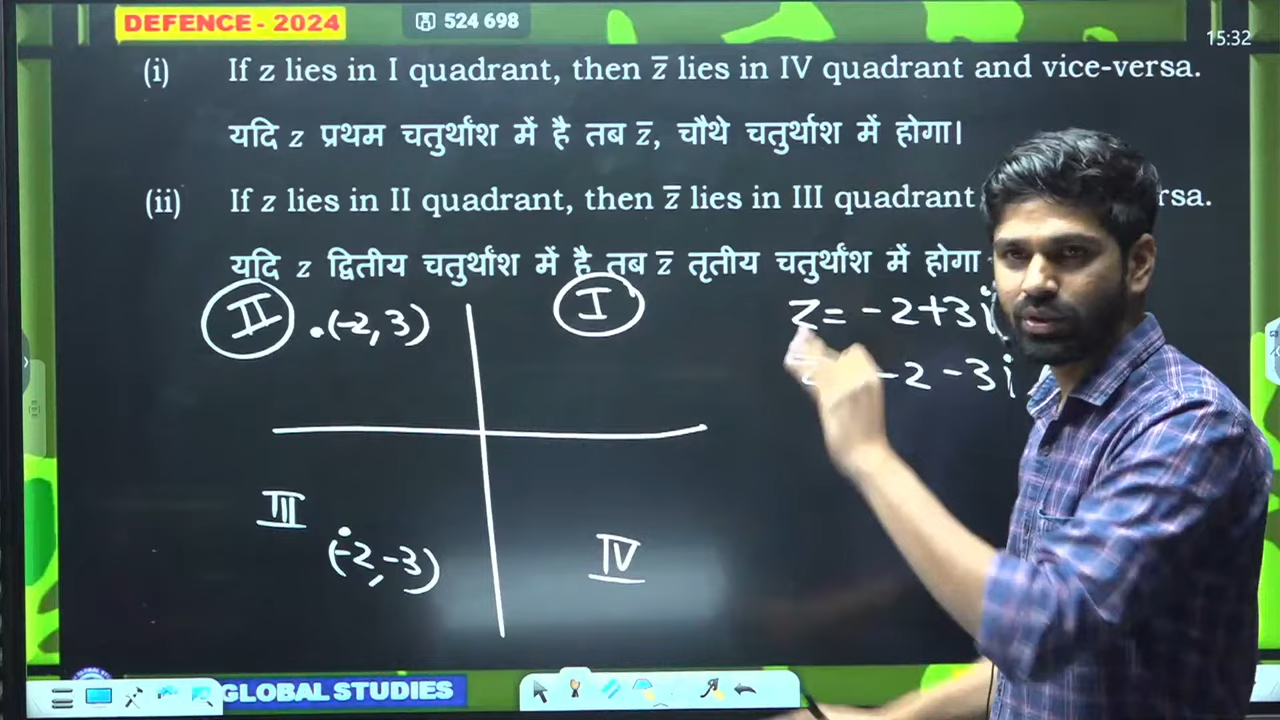 DEFENCE - 2024
524 698
15:32
(i) If z lies in I quadrant, then z̅ lies in IV quadrant and vice-versa.
यदि z प्रथम चतुर्थांश में है तब z̅, चौथे चतुर्थाश में होगा।
(ii) If z lies in II quadrant, then z̅ lies in III quadrant rsa.
यदि z द्वितीय चतुर्थांश में है तब z̅ तृतीय चतुर्थांश में होगा
II .(-2, 3) I z = -2+3i
-2-3i
III (-2, -3) IV
GLOBAL STUDIES